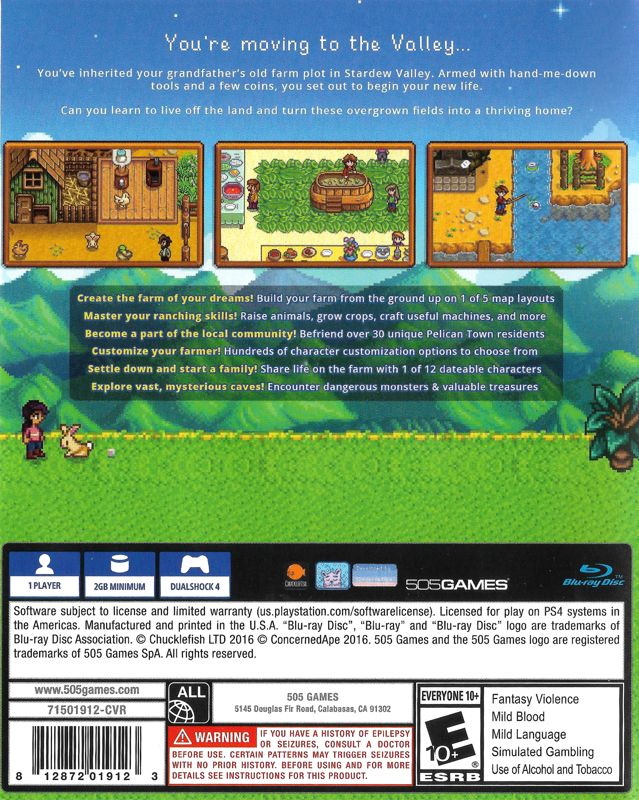 You're moving to the Valley...
You've inherited your grandfather's old farm plot in Stardew Valley. Armed with hand-me-down
tools and a few coins, you set out to begin your new life.
Can you learn to live off the land and turn these overgrown fields into a thriving home?
Create the farm of your dreams! Build your farm from the ground up on 1 of 5 map layouts
Master your ranching skills! Raise animals, grow crops, craft useful machines, and more
Become a part of the local community! Befriend over 30 unique Pelican Town residents
Customize your farmer! Hundreds of character customization options to choose from
Settle down and start a family! Share life on the farm with 1 of 12 dateable characters
Explore vast, mysterious caves! Encounter dangerous monsters & valuable treasures
1 PLAYER
2GB MINIMUM
DUALSHOCK 4
CHUCKLEFISH
505GAMES
Blu-ray Disc™
Software subject to license and limited warranty (us.playstation.com/softwarelicense). Licensed for play on PS4 systems in
the Americas. Manufactured and printed in the U.S.A. “Blu-ray Disc”, “Blu-ray” and “Blu-ray Disc” logo are trademarks of
Blu-ray Disc Association. © Chucklefish LTD 2016 © ConcernedApe 2016. 505 Games and the 505 Games logo are registered
trademarks of 505 Games SpA. All rights reserved.
www.505games.com
71501912-CVR
8 12872 01912 3
ALL
505 GAMES
5145 Douglas Fir Road, Calabasas, CA 91302
WARNING IF YOU HAVE A HISTORY OF EPILEPSY
OR SEIZURES, CONSULT A DOCTOR
BEFORE USE. CERTAIN PATTERNS MAY TRIGGER SEIZURES
WITH NO PRIOR HISTORY. BEFORE USING AND FOR MORE
DETAILS SEE INSTRUCTIONS FOR THIS PRODUCT.
EVERYONE 10+
E
10+
®
ESRB
Fantasy Violence
Mild Blood
Mild Language
Simulated Gambling
Use of Alcohol and Tobacco